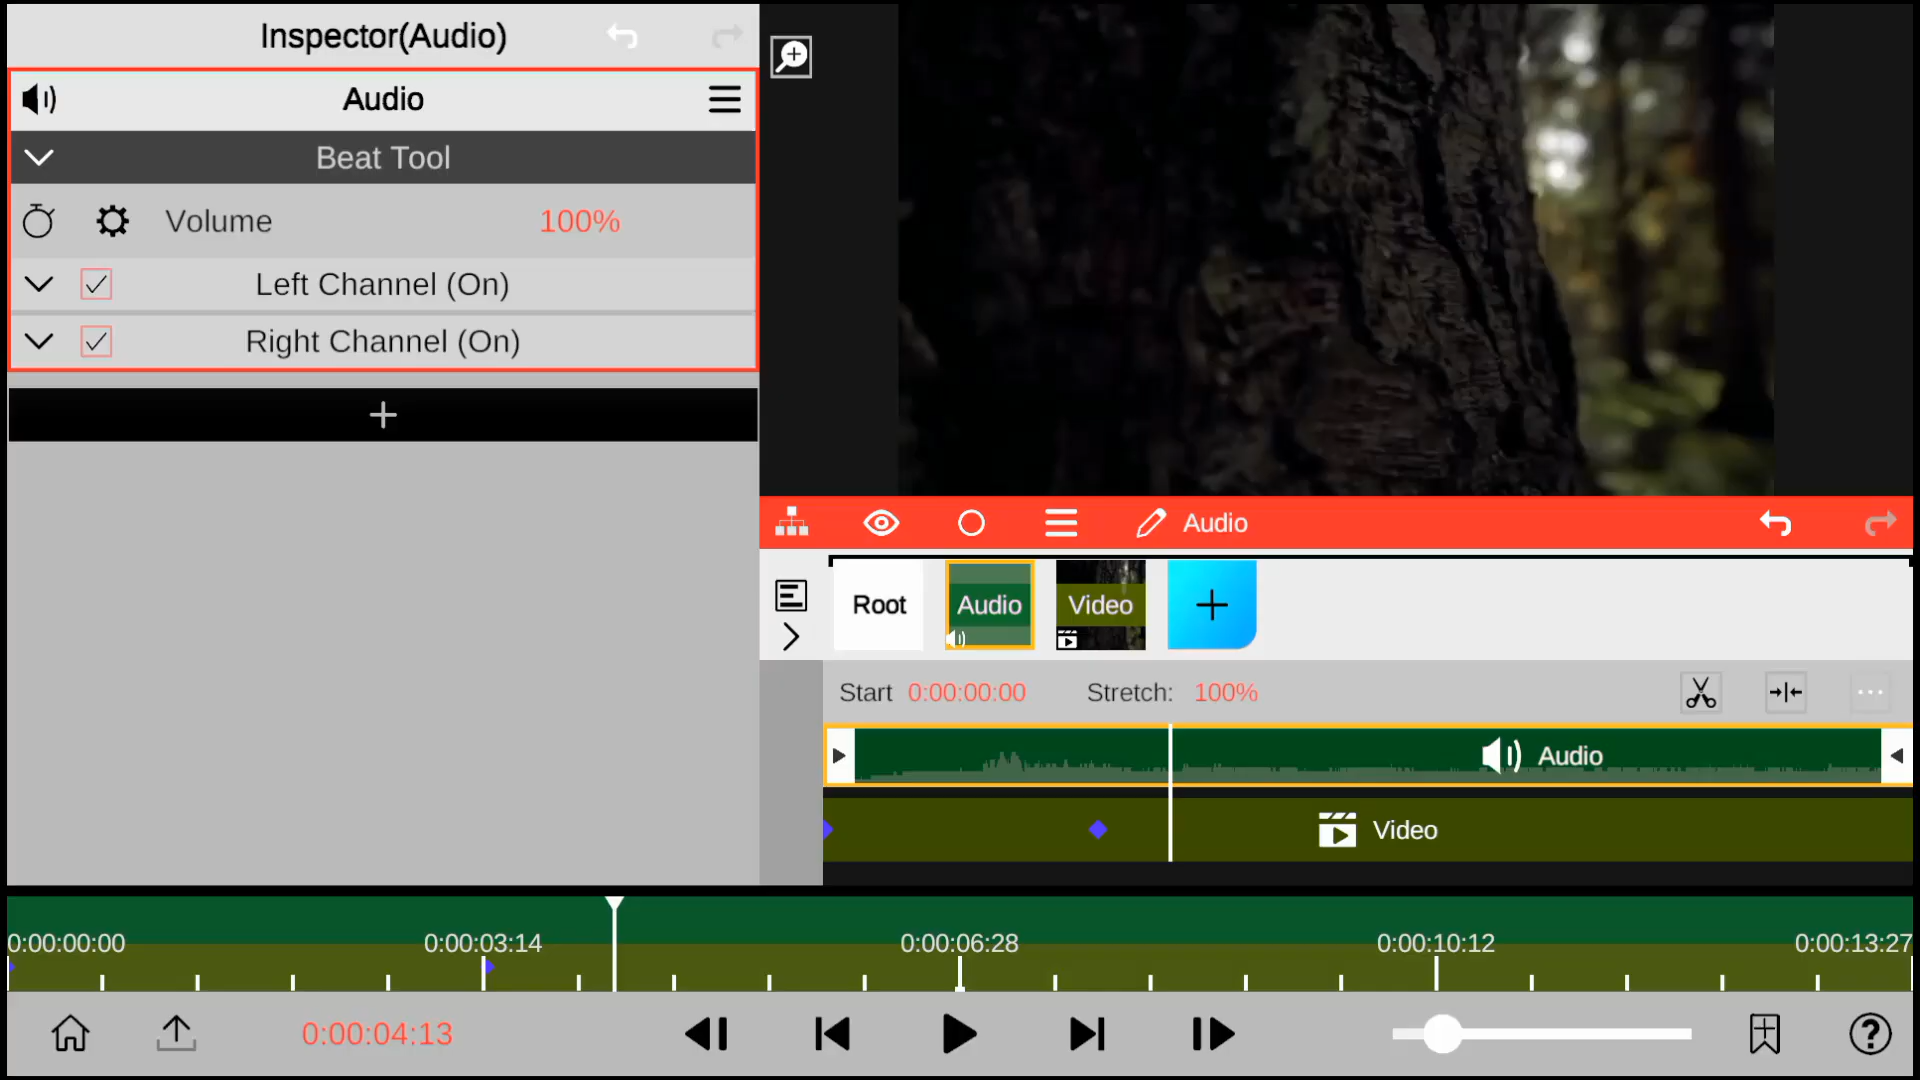 Inspector(Audio)
Audio
Beat Tool
Volume 100%
Left Channel (On)
Right Channel (On)
Audio
Root Audio Video
Start 0:00:00:00 Stretch: 100%
Audio
Video
0:00:00:00 0:00:03:14 0:00:06:28 0:00:10:12 0:00:13:27
0:00:04:13